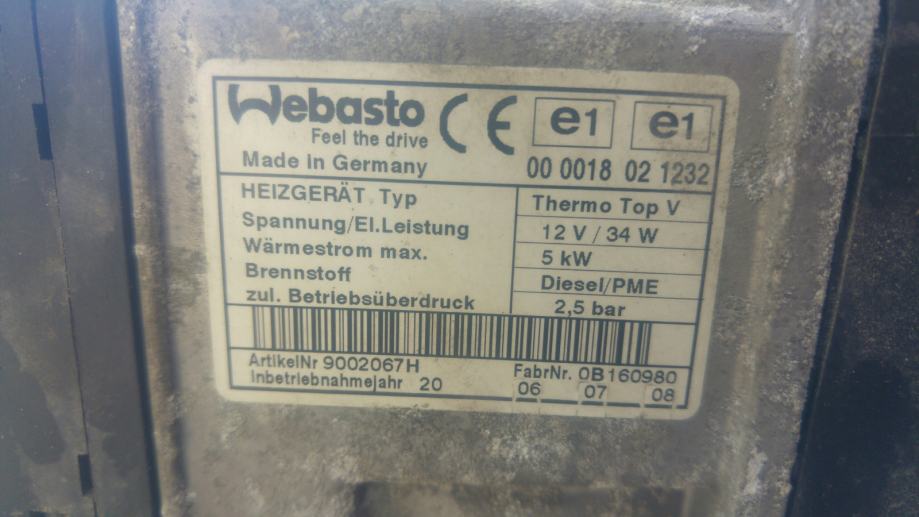 Webasto
Feel the drive
Made in Germany
CE e1 e1
00 0018 02 1232
HEIZGERÄT Typ Thermo Top V
Spannung/El.Leistung 12 V / 34 W
Wärmestrom max. 5 kW
Brennstoff Diesel/PME
zul. Betriebsüberdruck 2,5 bar
ArtikelNr 9002067H FabrNr. 0B160980
Inbetriebnahmejahr 20 06 07 08